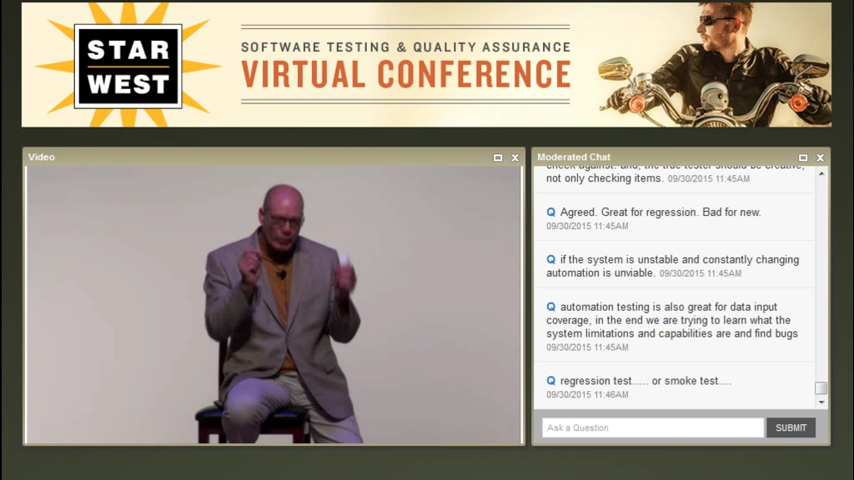 STAR
WEST
SOFTWARE TESTING & QUALITY ASSURANCE
VIRTUAL CONFERENCE
Video
Moderated Chat
not only checking items. 09/30/2015 11:45AM
Q Agreed. Great for regression. Bad for new.
09/30/2015 11:45AM
Q if the system is unstable and constantly changing
automation is unviable. 09/30/2015 11:45AM
Q automation testing is also great for data input
coverage, in the end we are trying to learn what the
system limitations and capabilities are and find bugs
09/30/2015 11:45AM
Q regression test..... or smoke test....
09/30/2015 11:46AM
Ask a Question
SUBMIT